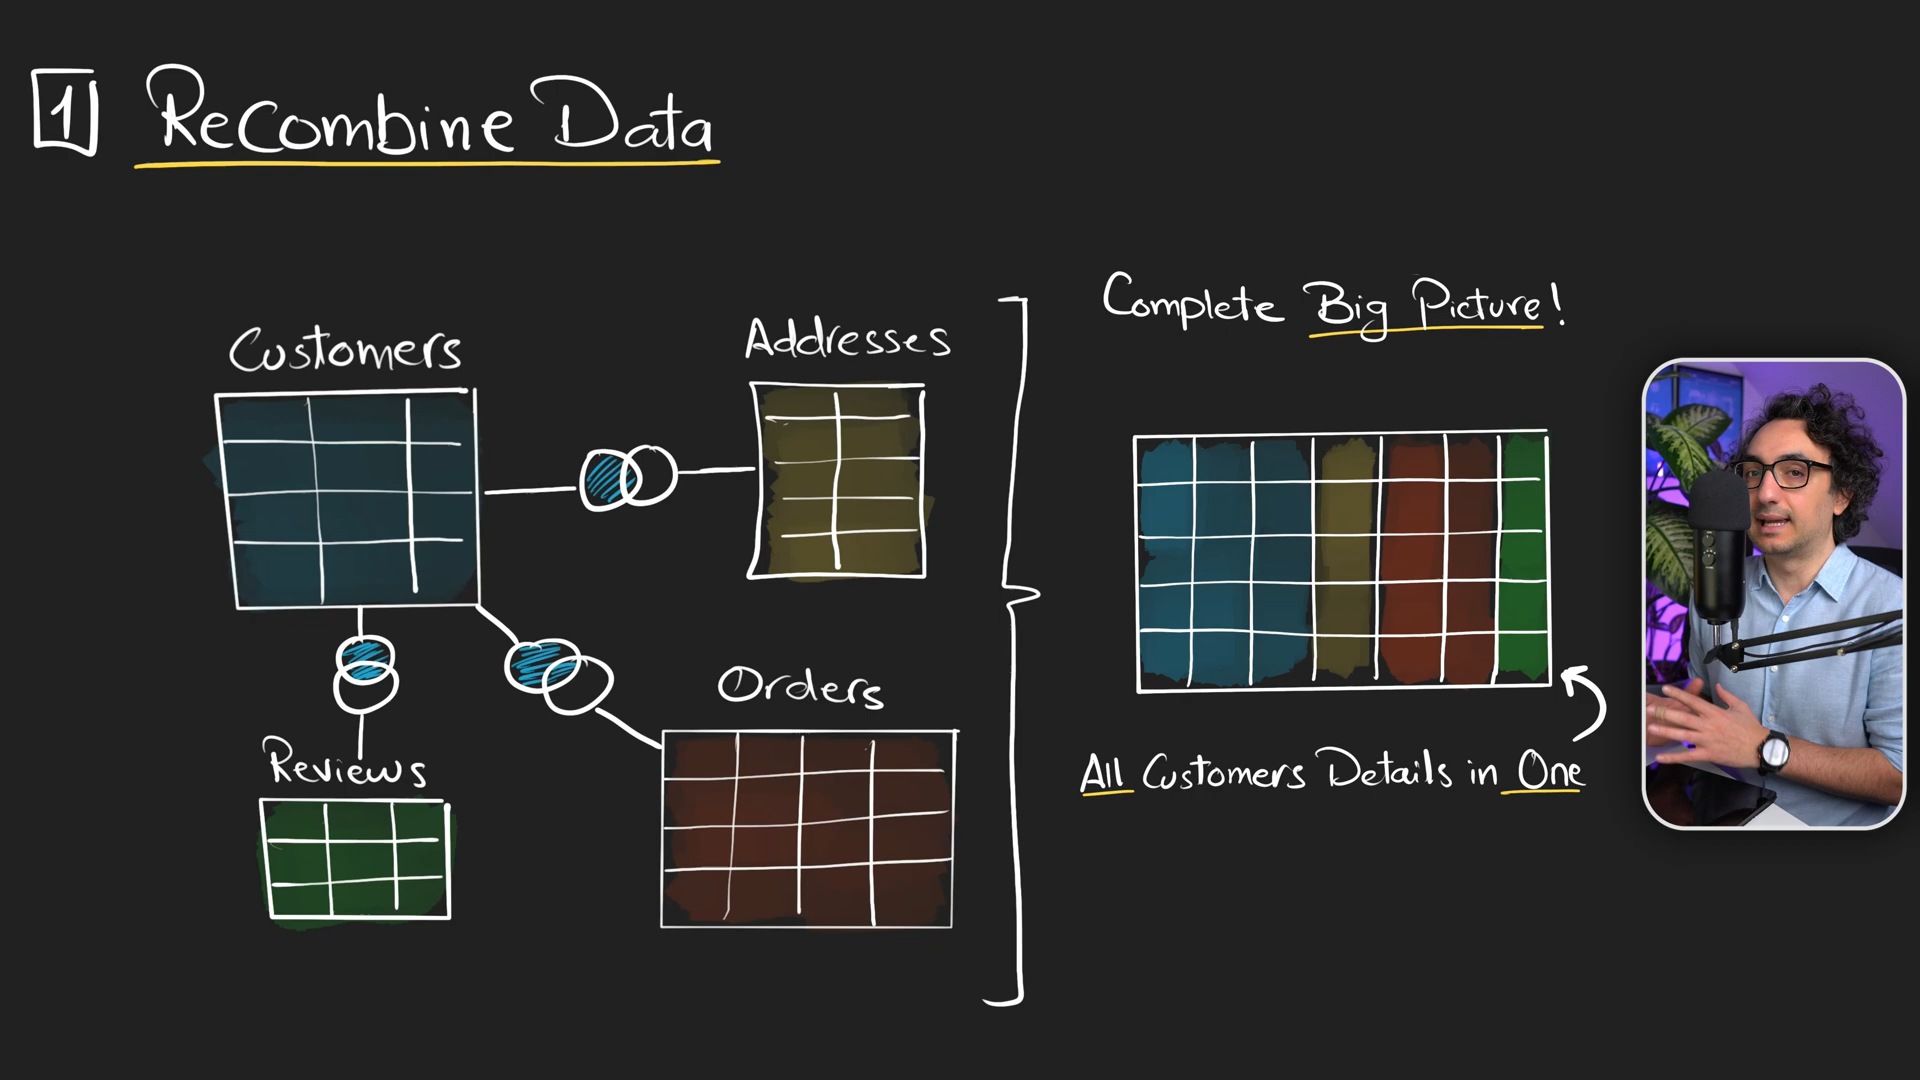 1 Recombine Data
Complete Big Picture!
Customers
Addresses
Orders
Reviews
All Customers Details in One